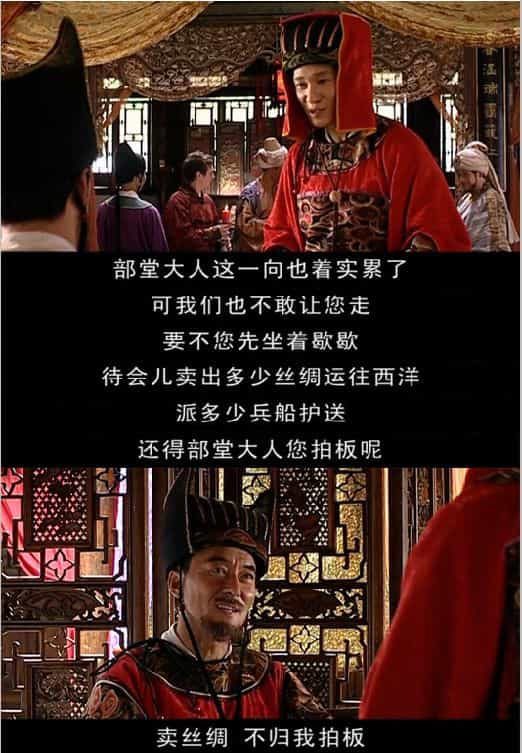 部堂大人这一向也着实累了
可我们也不敢让您走
要不您先坐着歇歇
待会儿卖出多少丝绸运往西洋
派多少兵船护送
还得部堂大人您拍板呢
卖丝绸 不归我拍板